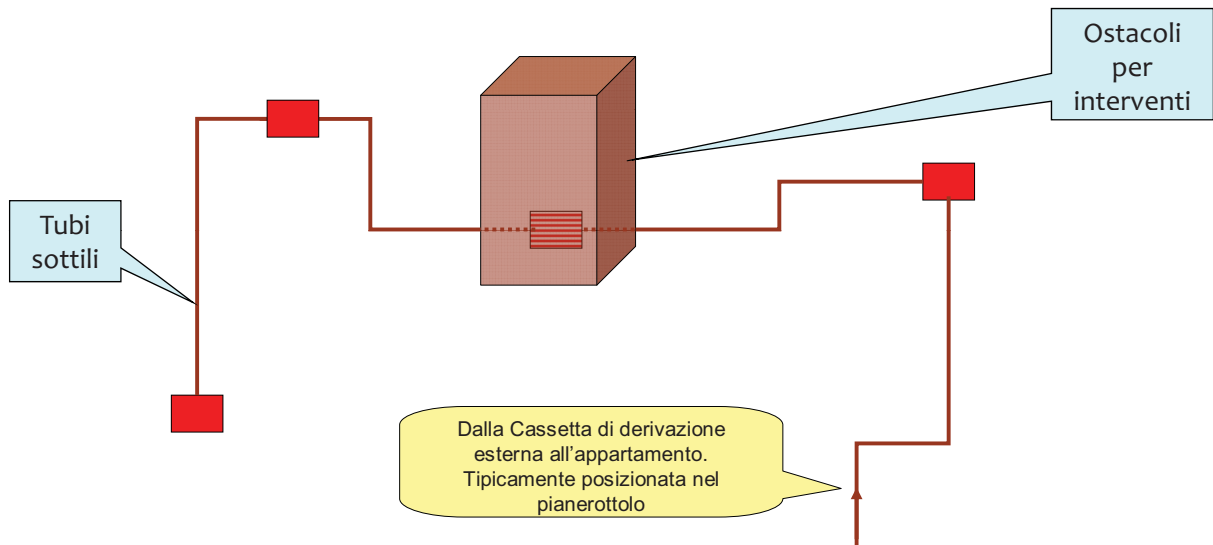 Ostacoli
per
interventi
Tubi
sottili
Dalla Cassetta di derivazione
esterna all'appartamento.
Tipicamente posizionata nel
pianerottolo